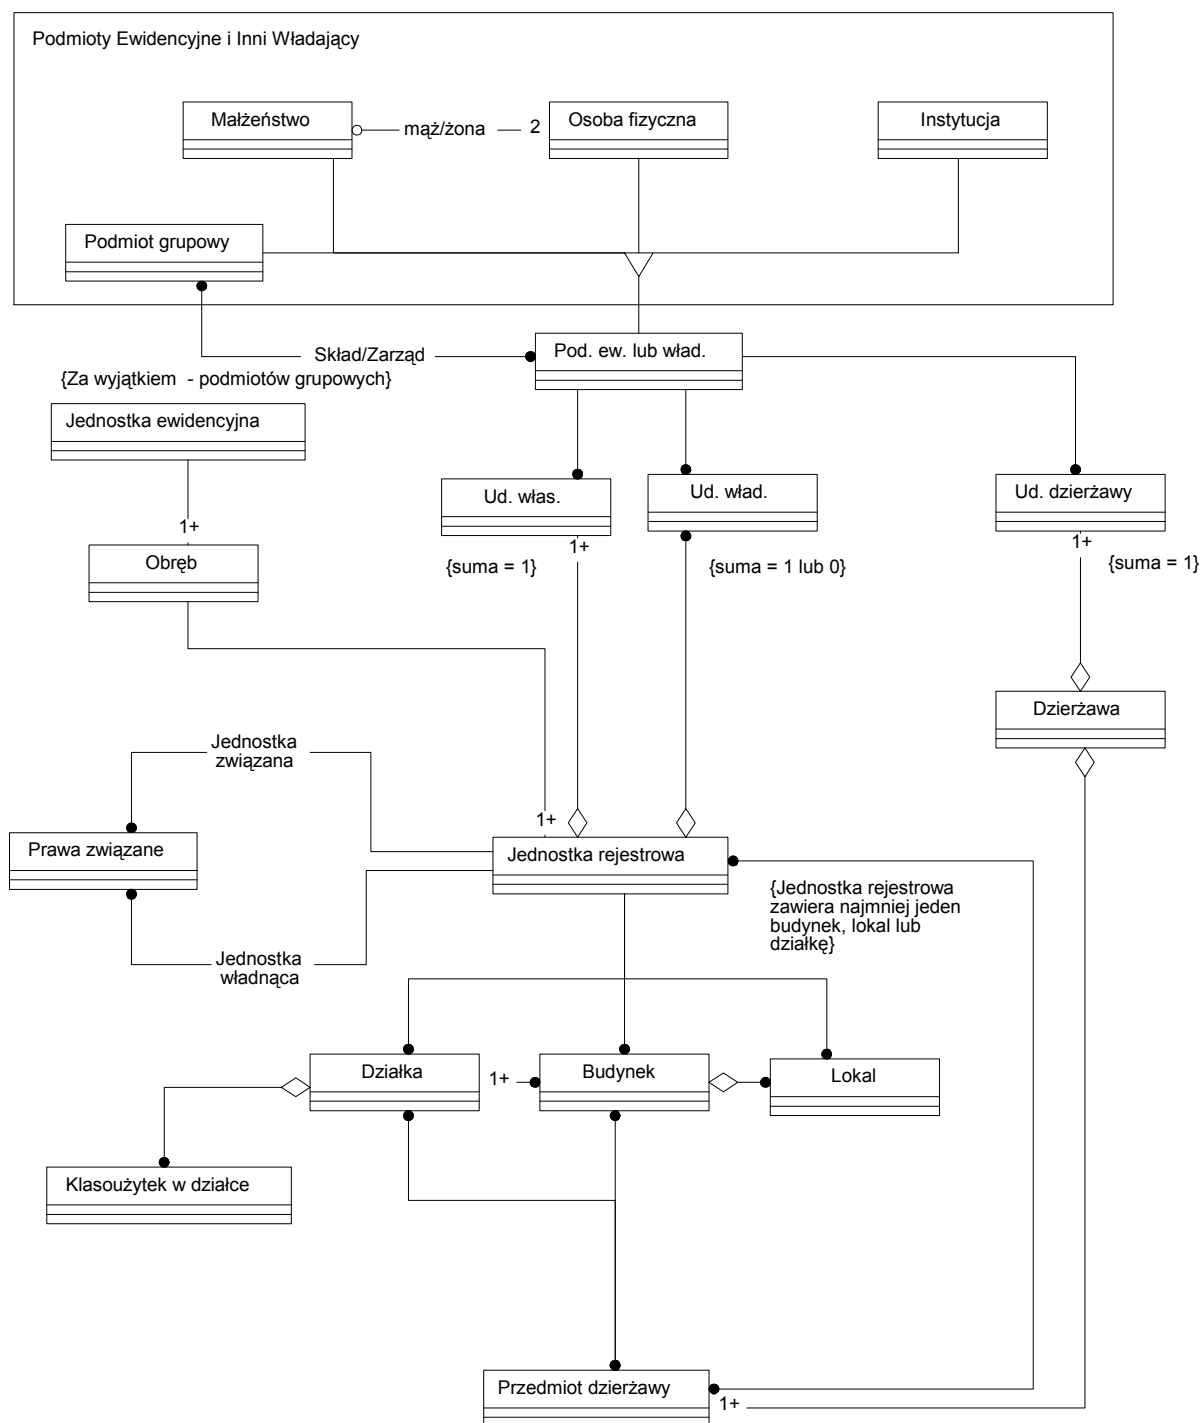 Podmioty Ewidencyjne i Inni Władający
Małżeństwo
mąż/żona
2
Osoba fizyczna
Instytucja
Podmiot grupowy
Skład/Zarząd
Pod. ew. lub wład.
{Za wyjątkiem - podmiotów grupowych}
Jednostka ewidencyjna
Ud. włas.
Ud. wład.
Ud. dzierżawy
1+
1+
1+
Obręb
{suma = 1}
{suma = 1 lub 0}
{suma = 1}
Dzierżawa
Jednostka
związana
1+
Prawa związane
Jednostka rejestrowa
{Jednostka rejestrowa
zawiera najmniej jeden
budynek, lokal lub
działkę}
Jednostka
władnąca
Działka
1+
Budynek
Lokal
Klasoużytek w działce
Przedmiot dzierżawy
1+